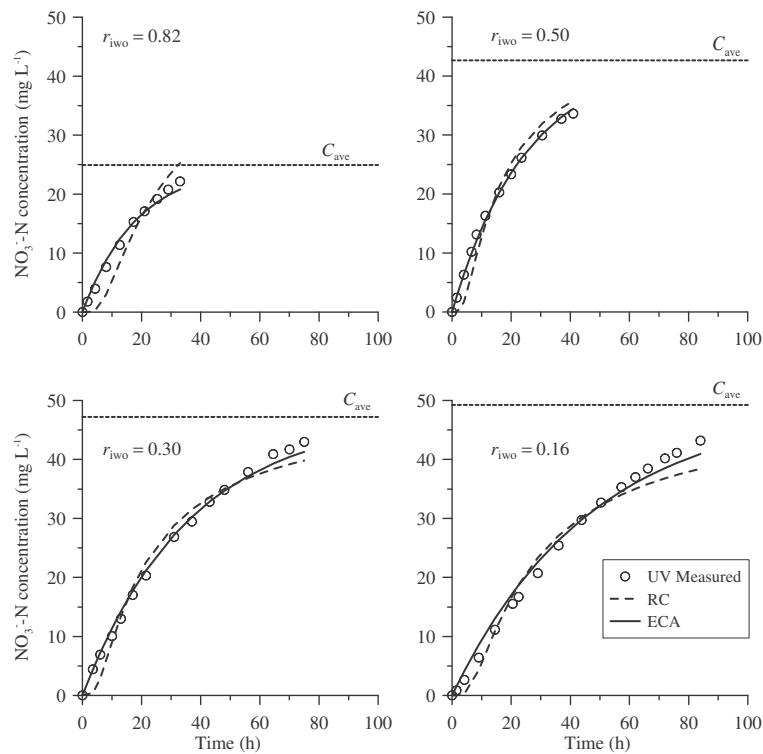 NO₃⁻-N concentration (mg L⁻¹)
50
40
30
20
10
0
r_iwo = 0.82
C_ave
0 20 40 60 80 100
50
40
30
20
10
0
r_iwo = 0.50
C_ave
0 20 40 60 80 100
NO₃⁻-N concentration (mg L⁻¹)
50
40
30
20
10
0
C_ave
r_iwo = 0.30
0 20 40 60 80 100
Time (h)
50
40
30
20
10
0
C_ave
r_iwo = 0.16
UV Measured
RC
ECA
0 20 40 60 80 100
Time (h)